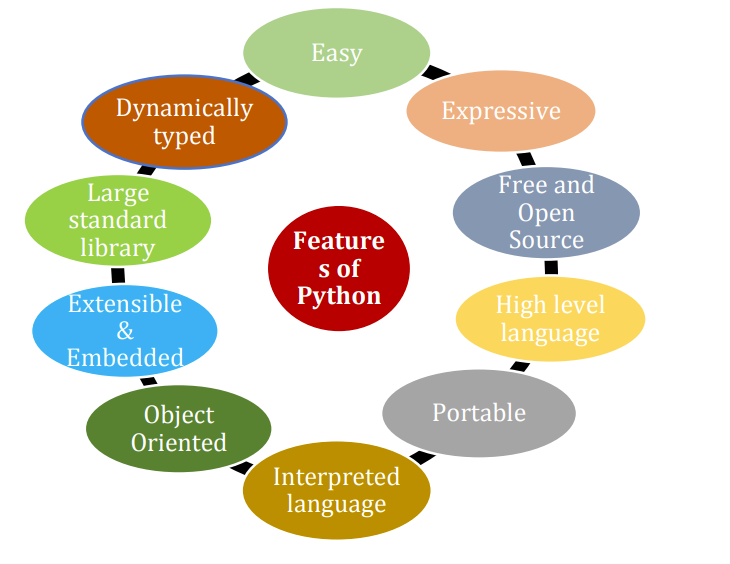 Easy
Expressive
Free and
Open
Source
High level
language
Portable
Interpreted
language
Object
Oriented
Extensible
&
Embedded
Large
standard
library
Dynamically
typed
Feature
s of
Python